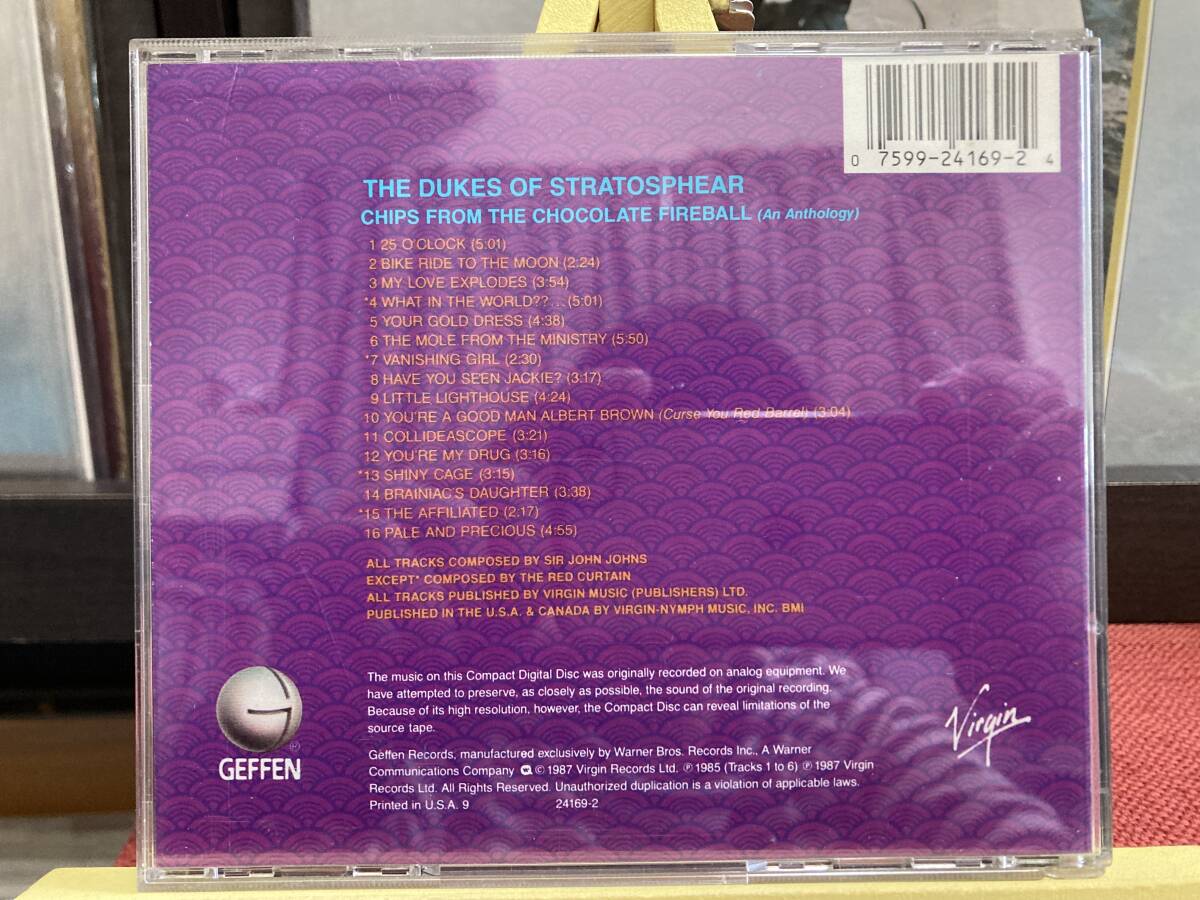 0 7599-24169-2 4
THE DUKES OF STRATOSPHEAR
CHIPS FROM THE CHOCOLATE FIREBALL (An Anthology)
1 25 O'CLOCK (5:01)
2 BIKE RIDE TO THE MOON (2:24)
3 MY LOVE EXPLODES (3:54)
*4 WHAT IN THE WORLD??... (5:01)
5 YOUR GOLD DRESS (4:38)
6 THE MOLE FROM THE MINISTRY (5:50)
*7 VANISHING GIRL (2:30)
8 HAVE YOU SEEN JACKIE? (3:17)
9 LITTLE LIGHTHOUSE (4:24)
10 YOU'RE A GOOD MAN ALBERT BROWN (Curse You Red Barrel) (3:04)
11 COLLIDEASCOPE (3:21)
12 YOU'RE MY DRUG (3:16)
*13 SHINY CAGE (3:15)
14 BRAINIAC'S DAUGHTER (3:38)
*15 THE AFFILIATED (2:17)
16 PALE AND PRECIOUS (4:55)
ALL TRACKS COMPOSED BY SIR JOHN JOHNS
EXCEPT* COMPOSED BY THE RED CURTAIN
ALL TRACKS PUBLISHED BY VIRGIN MUSIC (PUBLISHERS) LTD.
PUBLISHED IN THE U.S.A. & CANADA BY VIRGIN-NYMPH MUSIC, INC. BMI
The music on this Compact Digital Disc was originally recorded on analog equipment. We
have attempted to preserve, as closely as possible, the sound of the original recording.
Because of its high resolution, however, the Compact Disc can reveal limitations of the
source tape.
Geffen Records, manufactured exclusively by Warner Bros. Records Inc., A Warner
Communications Company © 1987 Virgin Records Ltd. ℗ 1985 (Tracks 1 to 6) ℗ 1987 Virgin
Records Ltd. All Rights Reserved. Unauthorized duplication is a violation of applicable laws.
Printed in U.S.A. 9 24169-2
G ®
GEFFEN
Virgin